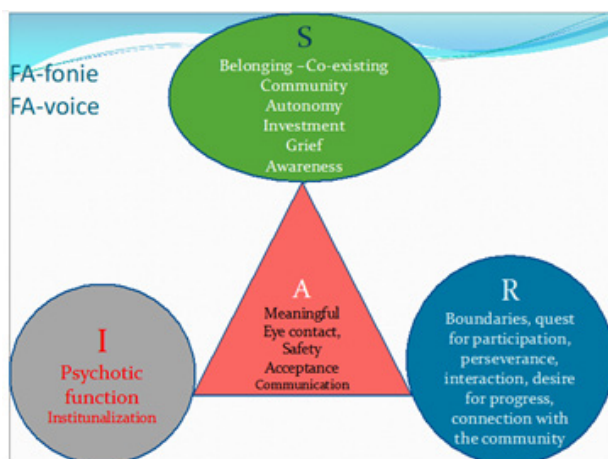 FA-fonie
FA-voice
S
Belonging –Co-existing
Community
Autonomy
Investment
Grief
Awareness
A
Meaningful
Eye contact,
Safety
Acceptance
Communication
I
Psychotic
function
Institunalization
R
Boundaries, quest
for participation,
perseverance,
interaction, desire
for progress,
connection with
the community